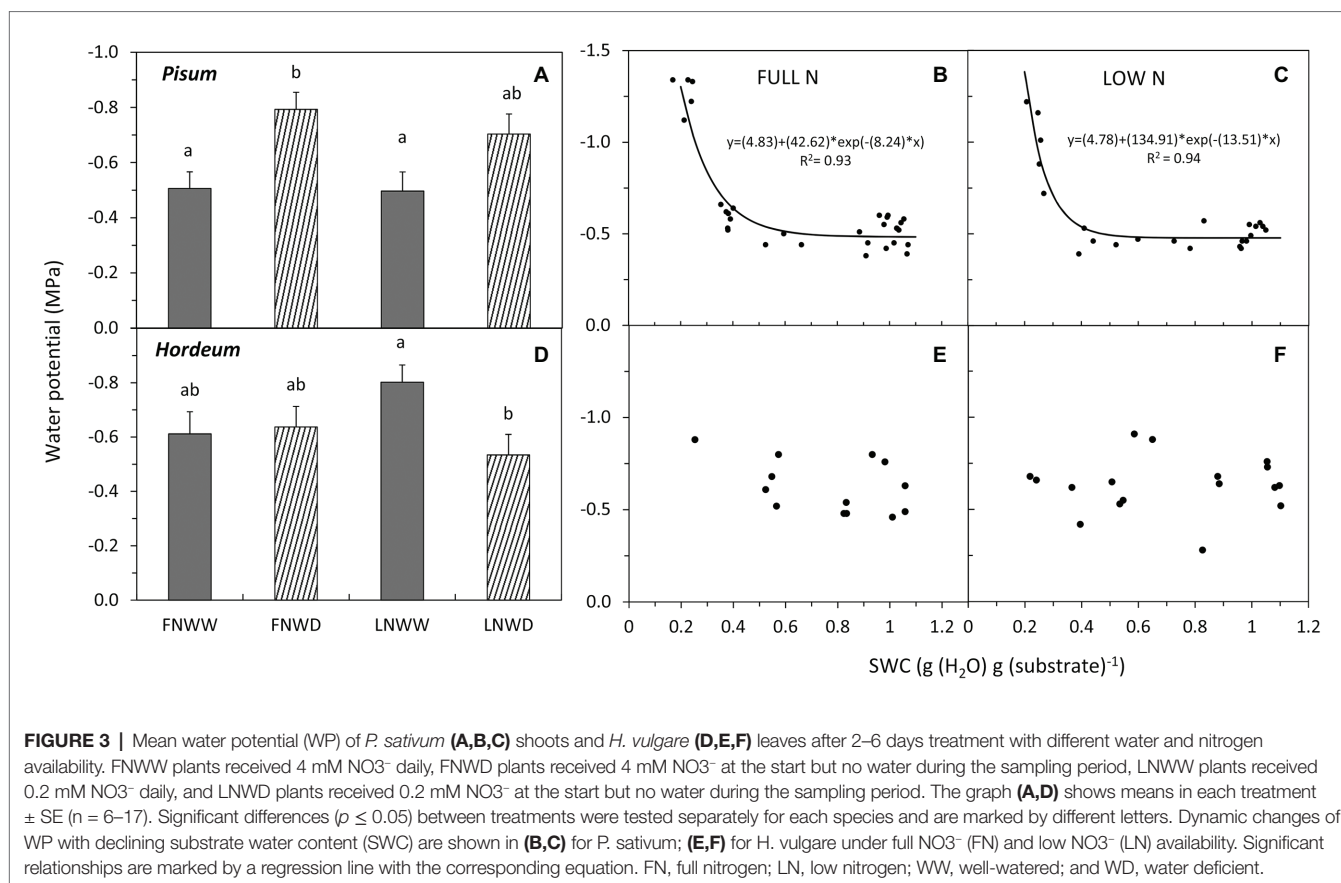 Water potential (MPa)
-1.0
-0.8
-0.6
-0.4
-0.2
0.0
Pisum
A
a
b
a
ab
-1.5
-1.0
-0.5
0.0
FULL N
B
y=(4.83)+(42.62)*exp(-(8.24)*x)
R² = 0.93
LOW N
C
y=(4.78)+(134.91)*exp(-(13.51)*x)
R² = 0.94
Hordeum
D
-0.8
-0.6
-0.4
-0.2
0.0
ab
ab
a
b
FNWW FNWD LNWW LNWD
E
-1.0
-0.5
0.0
0 0.2 0.4 0.6 0.8 1 1.2
F
0 0.2 0.4 0.6 0.8 1 1.2
SWC (g (H₂O) g (substrate)⁻¹)
FIGURE 3 | Mean water potential (WP) of P. sativum (A,B,C) shoots and H. vulgare (D,E,F) leaves after 2–6 days treatment with different water and nitrogen
availability. FNWW plants received 4 mM NO3⁻ daily, FNWD plants received 4 mM NO3⁻ at the start but no water during the sampling period, LNWW plants received
0.2 mM NO3⁻ daily, and LNWD plants received 0.2 mM NO3⁻ at the start but no water during the sampling period. The graph (A,D) shows means in each treatment
± SE (n = 6–17). Significant differences (p ≤ 0.05) between treatments were tested separately for each species and are marked by different letters. Dynamic changes of
WP with declining substrate water content (SWC) are shown in (B,C) for P. sativum; (E,F) for H. vulgare under full NO3⁻ (FN) and low NO3⁻ (LN) availability. Significant
relationships are marked by a regression line with the corresponding equation. FN, full nitrogen; LN, low nitrogen; WW, well-watered; and WD, water deficient.